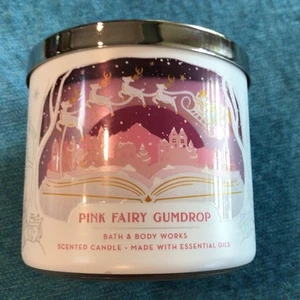 PINK FAIRY GUMDROP
BATH & BODY WORKS
SCENTED CANDLE • MADE WITH ESSENTIAL OILS